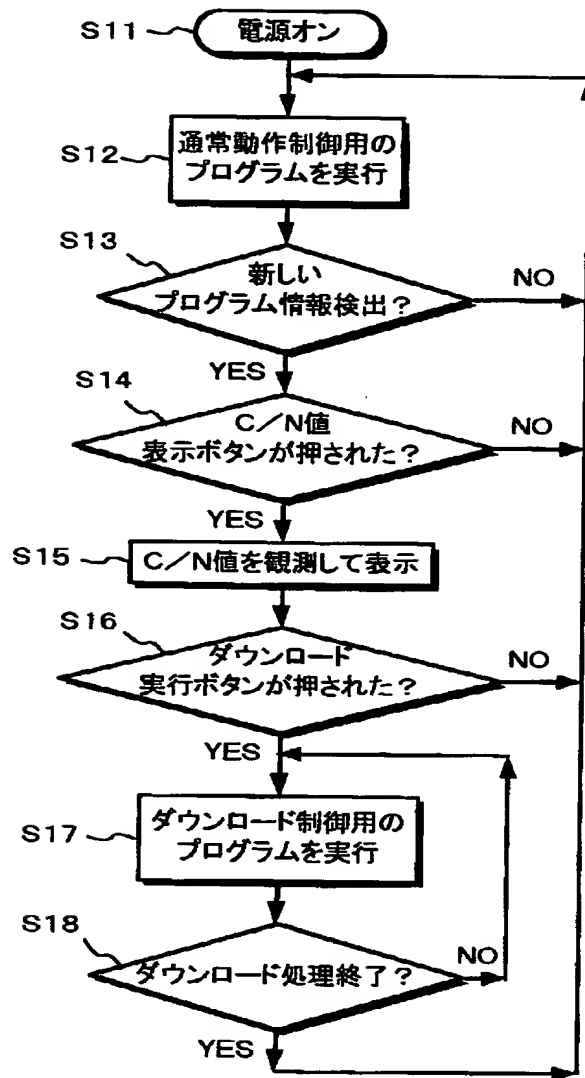 S11
電源オン
S12
通常動作制御用の
プログラムを実行
S13
新しい
プログラム情報検出？
NO
YES
S14
C／N値
表示ボタンが押された？
NO
YES
S15
C／N値を観測して表示
S16
ダウンロード
実行ボタンが押された？
NO
YES
S17
ダウンロード制御用の
プログラムを実行
S18
ダウンロード処理終了？
NO
YES